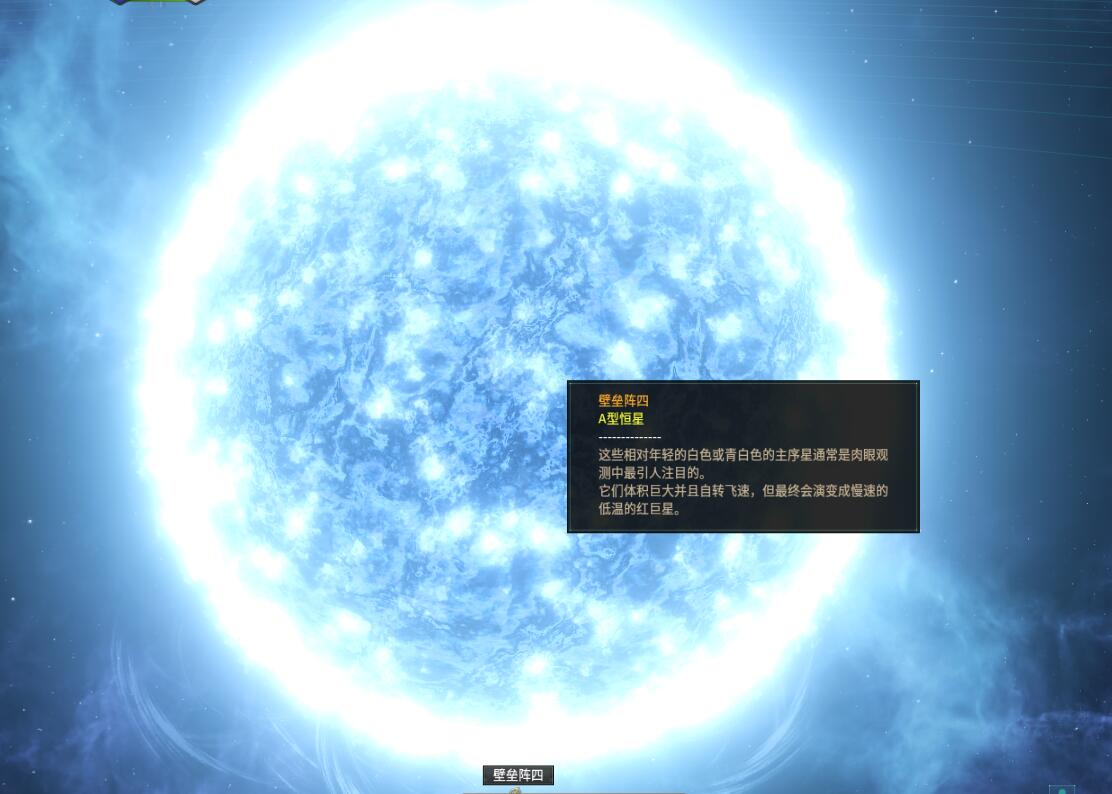 壁垒阵四
A型恒星
--------------
这些相对年轻的白色或青白色的主序星通常是肉眼观
测中最引人注目的。
它们体积巨大并且自转飞速，但最终会演变成慢速的
低温的红巨星。
壁垒阵四